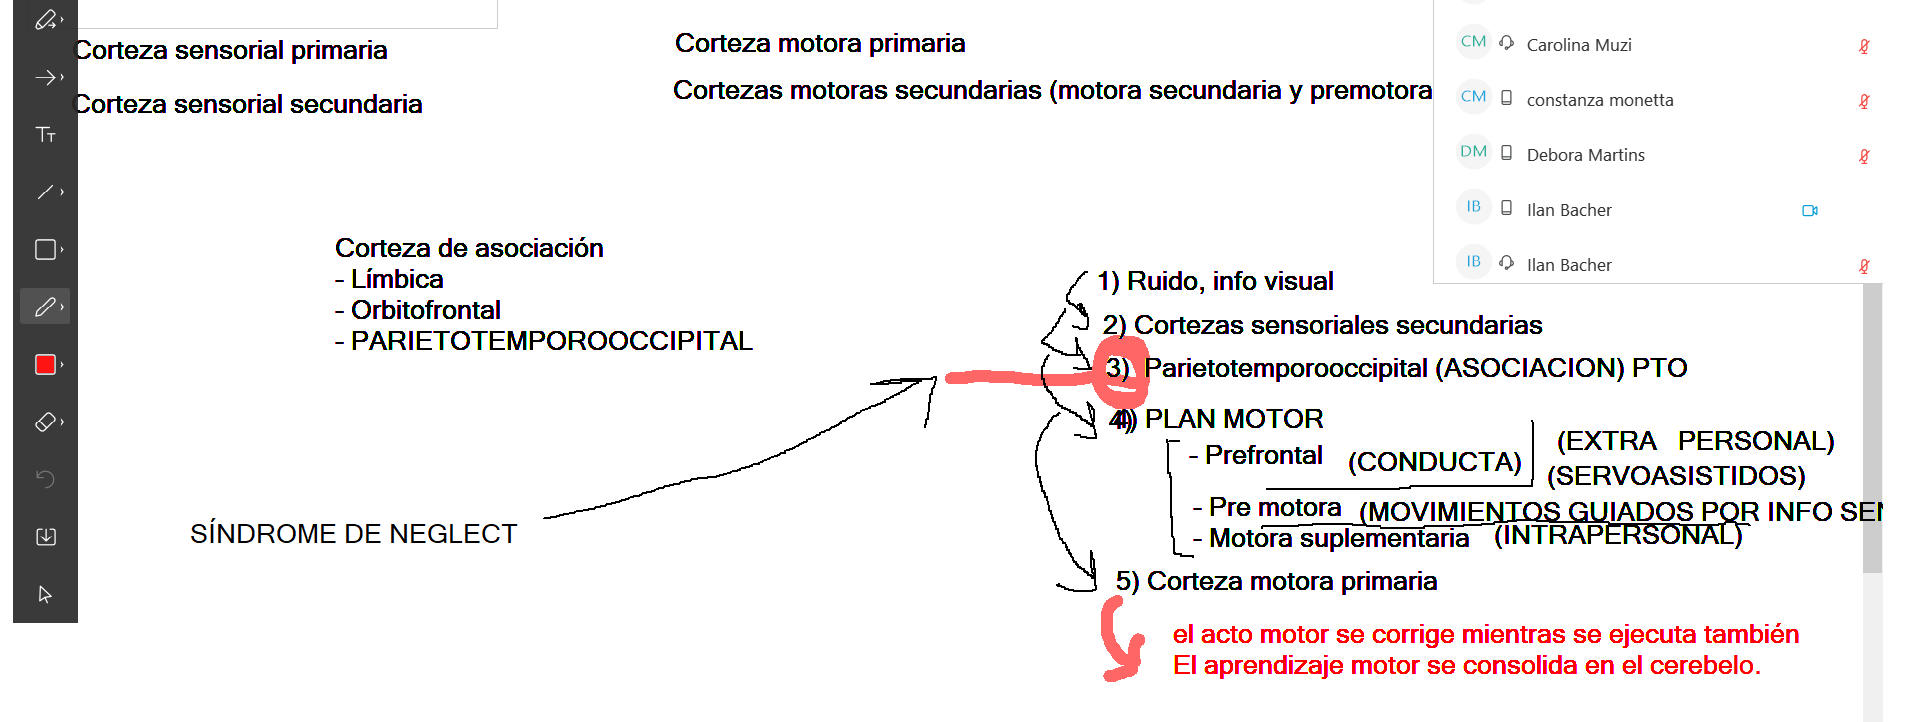 Corteza sensorial primaria
Corteza sensorial secundaria
Corteza motora primaria
Cortezas motoras secundarias (motora secundaria y premotora
CM Carolina Muzi
CM constanza monetta
DM Debora Martins
IB Ilan Bacher
IB Ilan Bacher
Tт
Corteza de asociación
- Límbica
- Orbitofrontal
- PARIETOTEMPOROOCCIPITAL
SÍNDROME DE NEGLECT
1) Ruido, info visual
2) Cortezas sensoriales secundarias
3) Parietotemporooccipital (ASOCIACION) PTO
4) PLAN MOTOR
- Prefrontal (CONDUCTA) (EXTRA PERSONAL)
(SERVOASISTIDOS)
- Pre motora (MOVIMIENTOS GUIADOS POR INFO SEN
- Motora suplementaria (INTRAPERSONAL)
5) Corteza motora primaria
el acto motor se corrige mientras se ejecuta también
El aprendizaje motor se consolida en el cerebelo.